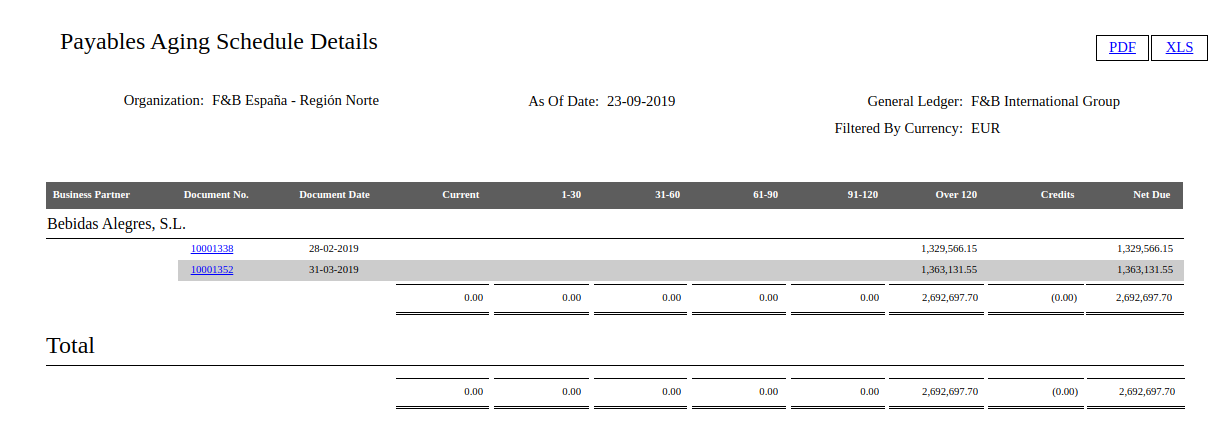 Payables Aging Schedule Details
PDF XLS
Organization: F&B España - Región Norte As Of Date: 23-09-2019 General Ledger: F&B International Group
Filtered By Currency: EUR
Business Partner Document No. Document Date Current 1-30 31-60 61-90 91-120 Over 120 Credits Net Due
Bebidas Alegres, S.L.
10001338 28-02-2019 1,329,566.15 1,329,566.15
10001352 31-03-2019 1,363,131.55 1,363,131.55
0.00 0.00 0.00 0.00 0.00 2,692,697.70 (0.00) 2,692,697.70
Total
0.00 0.00 0.00 0.00 0.00 2,692,697.70 (0.00) 2,692,697.70